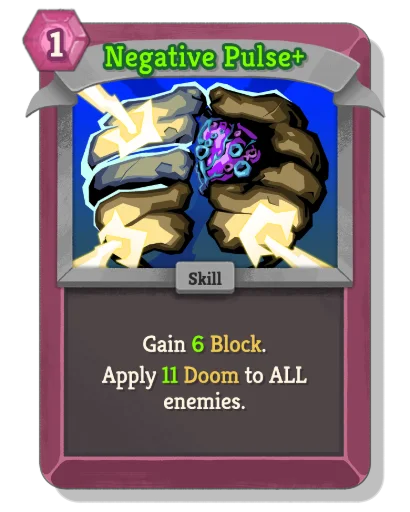 1
Negative Pulse+
Skill
Gain 6 Block.
Apply 11 Doom to ALL
enemies.